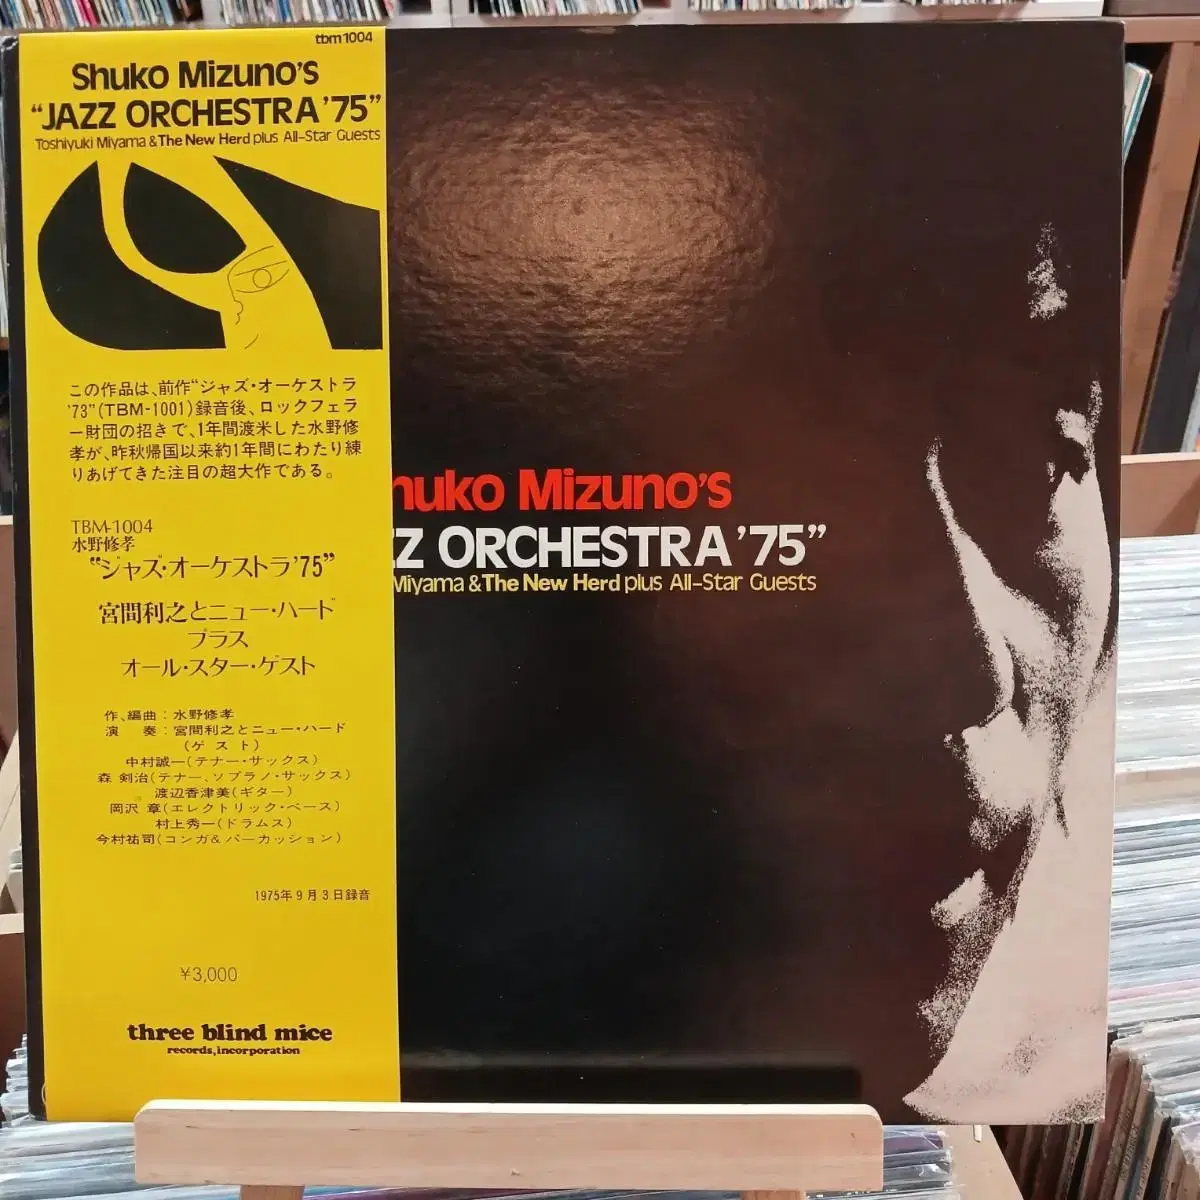 tbm1004
Shuko Mizuno's
“JAZZ ORCHESTRA '75”
Toshiyuki Miyama & The New Herd plus All-Star Guests
この作品は、前作“ジャズ・オーケストラ
'73”(TBM-1001)録音後、ロックフェラ
ー財団の招きで、1年間渡米した水野修
孝が、昨秋帰国以来約1年間にわたり練
りあげてきた注目の超大作である。
TBM-1004
水野修孝
“ジャズ・オーケストラ'75”
宮間利之とニュー・ハード
プラス
オール・スター・ゲスト
作、編曲：水野修孝
演　奏：宮間利之とニュー・ハード
(ゲスト)
中村誠一(テナー・サックス)
森 剣治(テナー、ソプラノ・サックス)
渡辺香津美(ギター)
岡沢 章(エレクトリック・ベース)
村上秀一(ドラムス)
今村祐司(コンガ&パーカッション)
1975年9月3日録音
¥3,000
three blind mice
records,incorporation
huko Mizuno's
ZZ ORCHESTRA '75”
Miyama & The New Herd plus All-Star Guests